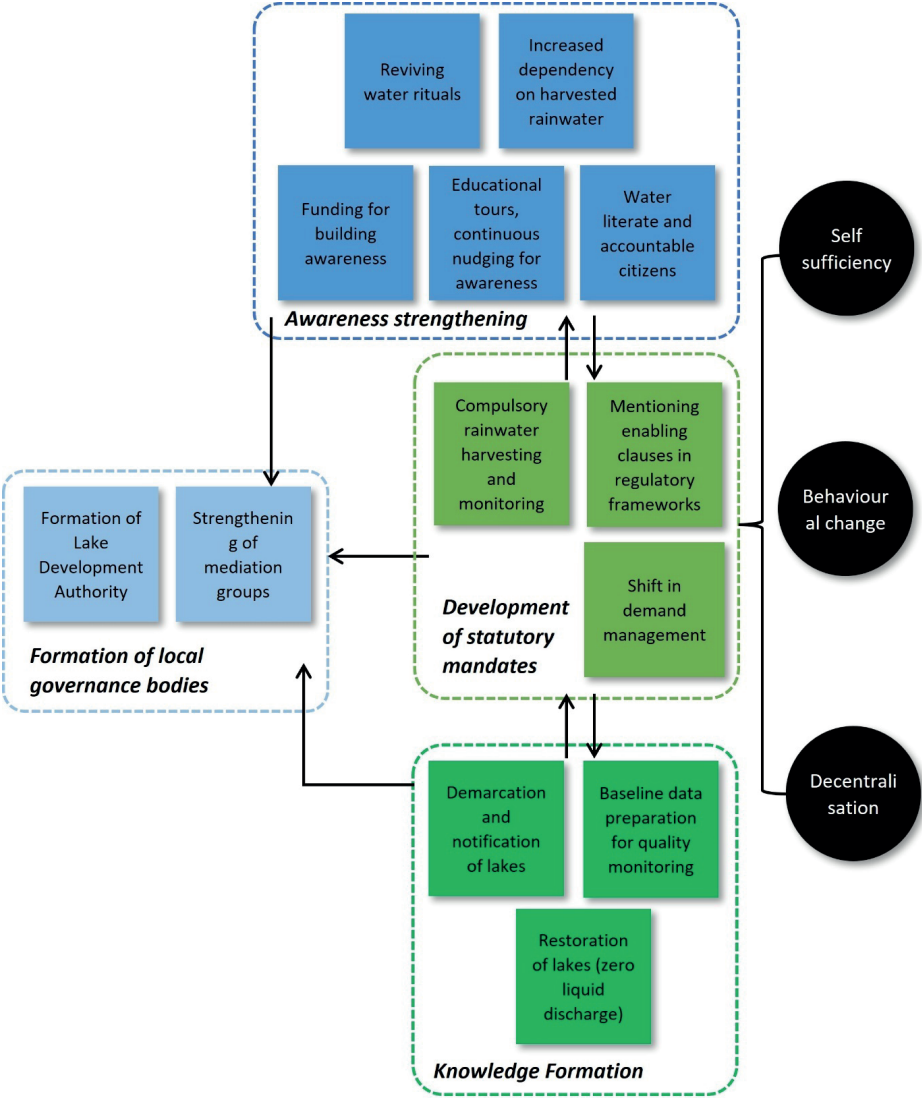 Reviving
water rituals
Increased
dependency
on harvested
rainwater
Funding for
building
awareness
Educational
tours,
continuous
nudging for
awareness
Water
literate and
accountable
citizens
Awareness strengthening
Self
sufficiency
Compulsory
rainwater
harvesting
and
monitoring
Mentioning
enabling
clauses in
regulatory
frameworks
Shift in
demand
management
Development
of statutory
mandates
Behaviour
al change
Formation of
Lake
Development
Authority
Strengthenin
g of
mediation
groups
Formation of local
governance bodies
Demarcation
and
notification
of lakes
Baseline data
preparation
for quality
monitoring
Restoration
of lakes (zero
liquid
discharge)
Knowledge Formation
Decentrali
sation